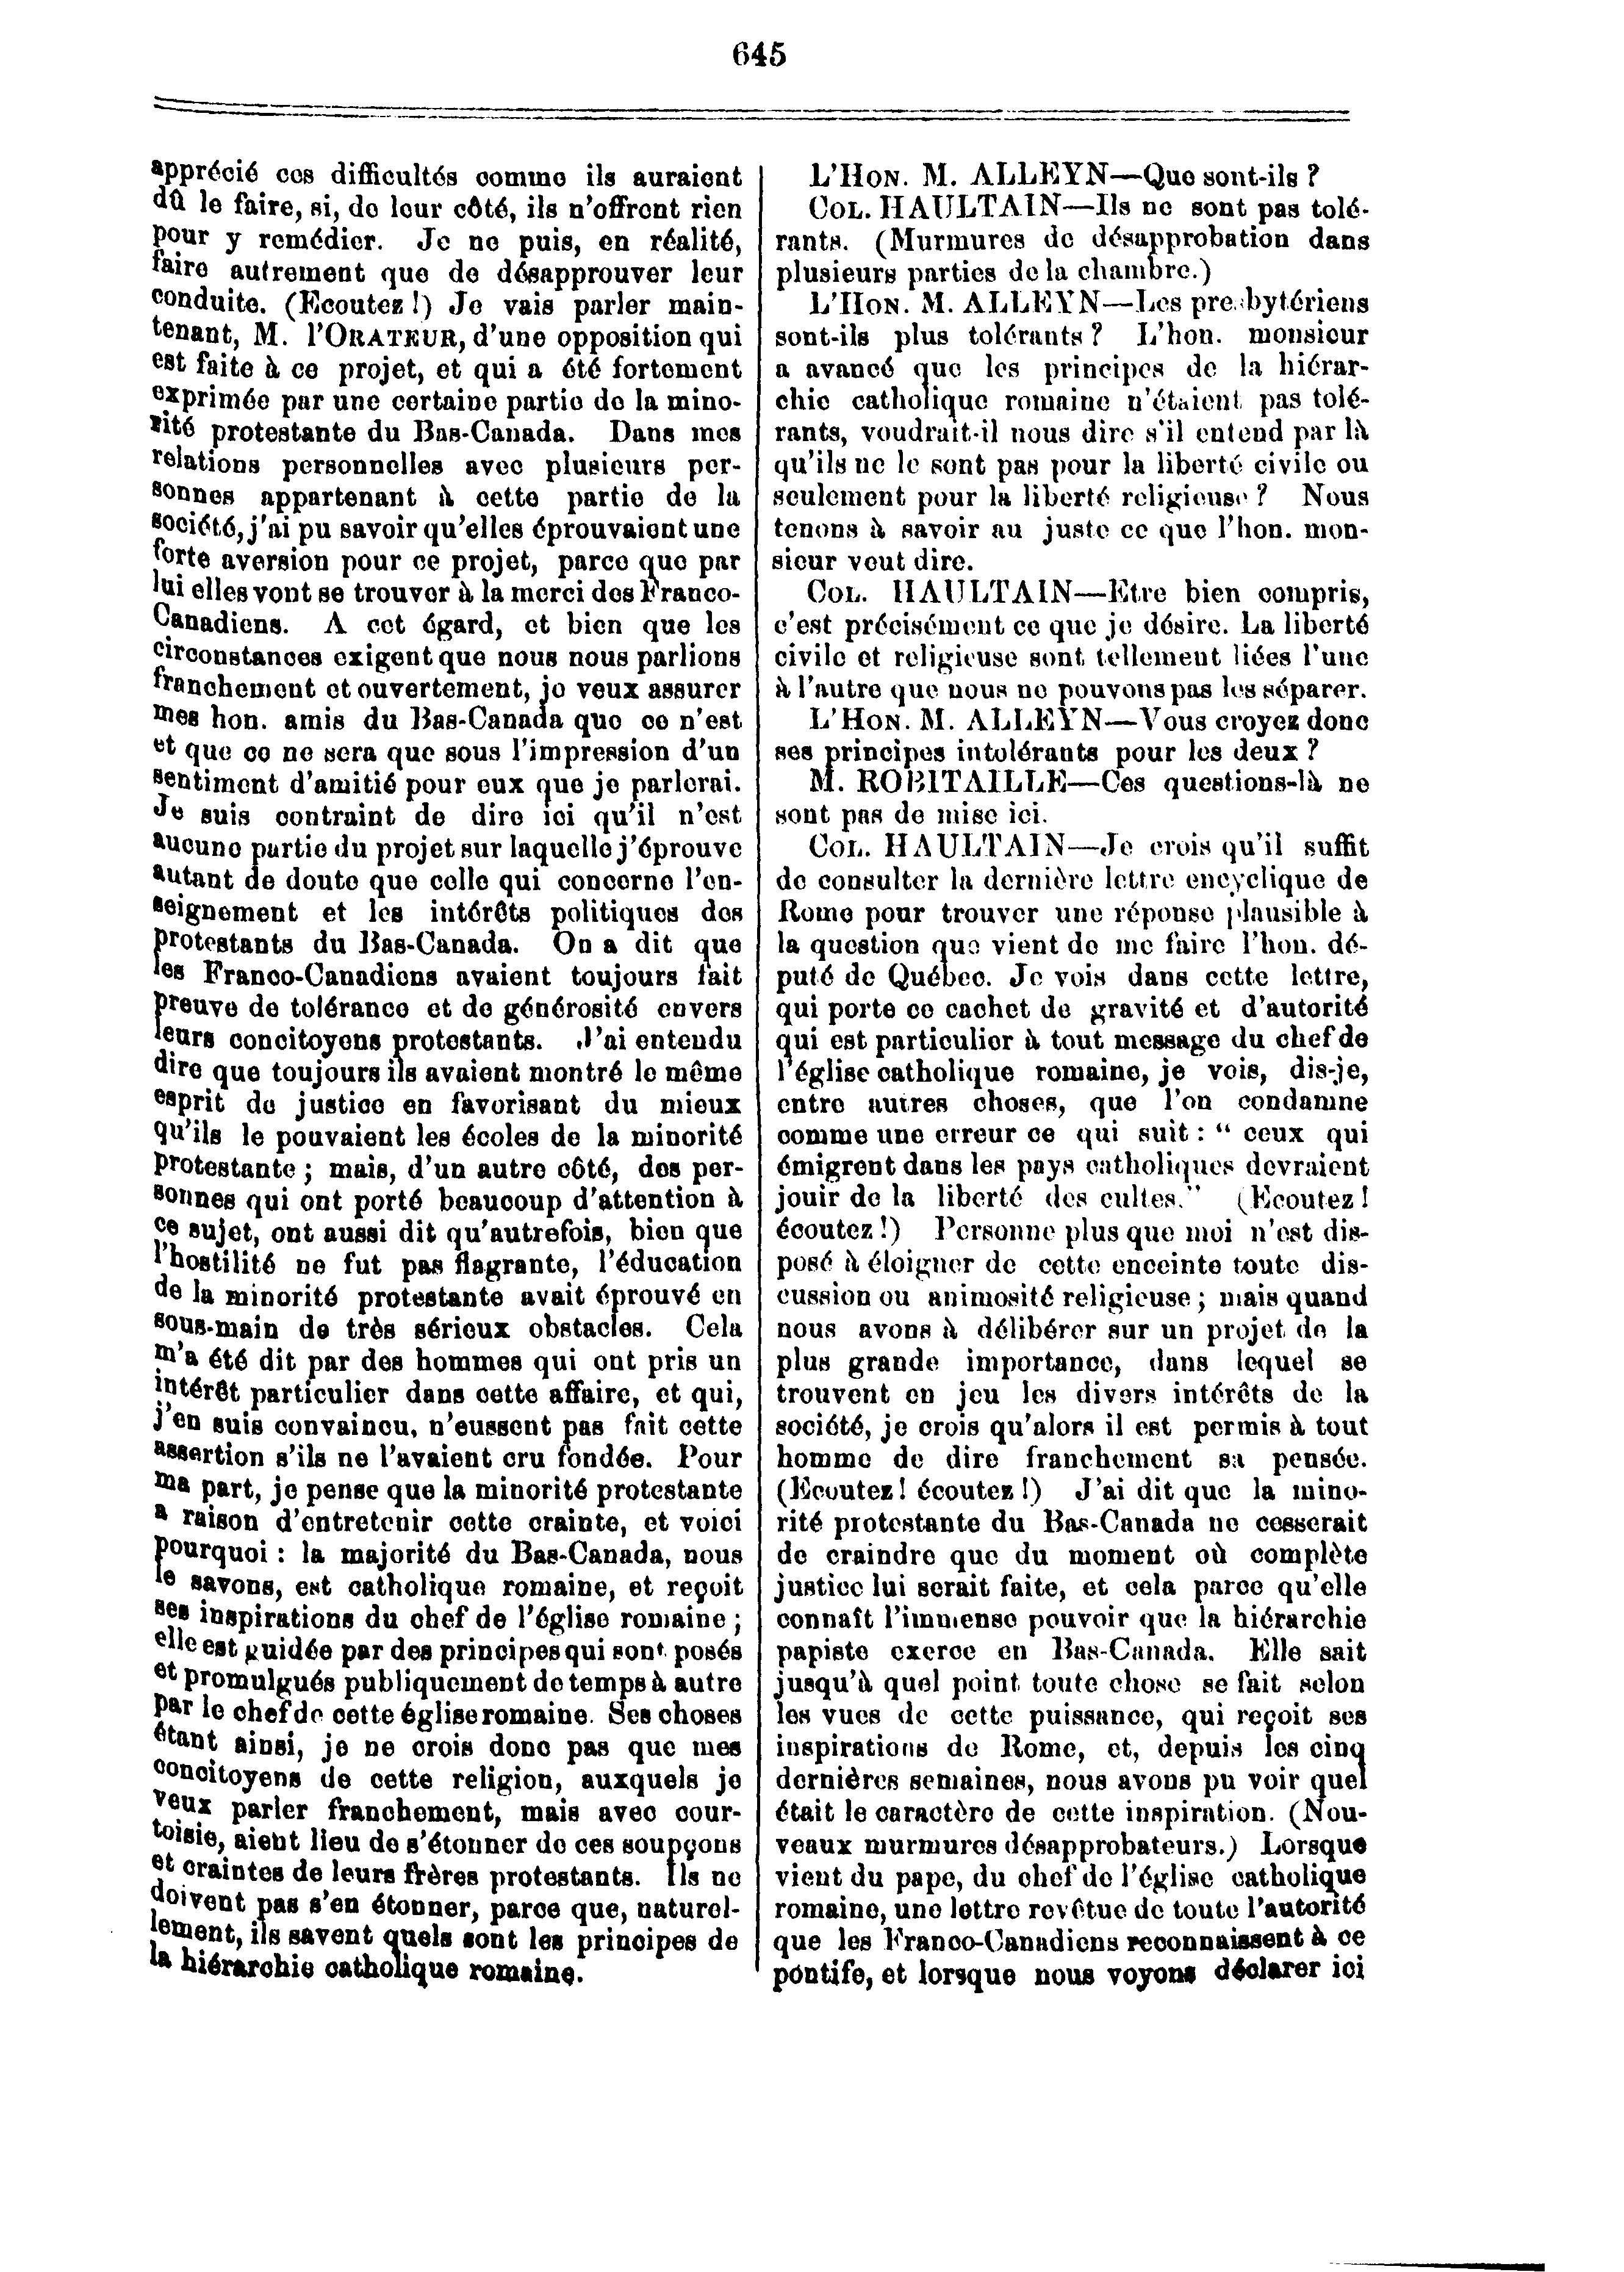 645
apprécié ces difficultés comme ils auraient
dû le faire, si, de leur côté, ils n'offrent rien
pour y remédier. Je ne puis, en réalité,
faire autrement que de désapprouver leur
conduite. (Ecoutez !) Je vais parler main-
tenant, M. l'ORATEUR, d'une opposition qui
est faite à ce projet, et qui a été fortement
exprimée par une certaine partie de la mino-
rité protestante du Bas-Canada. Dans mes
relations personnelles avec plusieurs per-
sonnes appartenant à cette partie de la
société, j'ai pu savoir qu'elles éprouvaient une
forte aversion pour ce projet, parce que par
lui elles vont se trouver à la merci des Franco-
Canadiens. A cet égard, et bien que les
circonstances exigent que nous nous parlions
franchement et ouvertement, je veux assurer
mes hon. amis du Bas-Canada que ce n'est
et que ce ne sera que sous l'impression d'un
sentiment d'amitié pour eux que je parlerai.
Je suis contraint de dire ici qu'il n'est
aucune partie du projet sur laquelle j'éprouve
autant de doute que celle qui concerne l'en-
seignement et les intérêts politiques des
protestants du Bas-Canada. On a dit que
les Franco-Canadiens avaient toujours fait
preuve de tolérance et de générosité envers
leurs concitoyens protestants. J'ai entendu
dire que toujours ils avaient montré le même
esprit de justice en favorisant du mieux
qu'ils le pouvaient les écoles de la minorité
protestante ; mais, d'un autre côté, des per-
sonnes qui ont porté beaucoup d'attention à
ce sujet, ont aussi dit qu'autrefois, bien que
l'hostilité ne fut pas flagrante, l'éducation
de la minorité protestante avait éprouvé en
sous-main de très sérieux obstacles. Cela
m'a été dit par des hommes qui ont pris un
intérêt particulier dans cette affaire, et qui,
j'en suis convaincu, n'eussent pas fait cette
assertion s'ils ne l'avaient cru fondée. Pour
ma part, je pense que la minorité protestante
a raison d'entretenir cette crainte, et voici
pourquoi : la majorité du Bas-Canada, nous
le savons, est catholique romaine, et reçoit
ses inspirations du chef de l'église romaine ;
elle est guidée par des principes qui sont posés
et promulgués publiquement de temps à autre
par le chef de cette église romaine. Ses choses
étant ainsi, je ne crois donc pas que mes
concitoyens de cette religion, auxquels je
veux parler franchement, mais avec cour-
toisie, aient lieu de s'étonner de ces soupçons
et craintes de leurs frères protestants. Ils ne
doivent pas s'en étonner, parce que, naturel-
lement, ils savent quels sont les principes de
la hiérarchie catholique romaine.
L'HON. M. ALLEYN—Que sont-ils ?
COL. HAULTAIN—Ils ne sont pas tolé-
rants. (Murmures de désapprobation dans
plusieurs parties de la chambre.)
L'HON. M. ALLEYN—Les presbytériens
sont-ils plus tolérants ? L'hon. monsieur
a avancé que les principes de la hiérar-
chie catholique romaine n'étaient pas tolé-
rants, voudrait-il nous dire s'il entend par là
qu'ils ne le sont pas pour la liberté civile ou
seulement pour la liberté religieuse ? Nous
tenons à savoir au juste ce que l'hon. mon-
sieur veut dire.
COL. HAULTAIN—Etre bien compris,
c'est précisément ce que je désire. La liberté
civile et religieuse sont tellement liées l'une
à l'autre que nous ne pouvons pas les séparer.
L'HON. M. ALLEYN—Vous croyez donc
ses principes intolérants pour les deux ?
M. ROBITAILLE—Ces questions-là ne
sont pas de mise ici.
COL. HAULTAIN—Je crois qu'il suffit
de consulter la dernière lettre encyclique de
Rome pour trouver une réponse plausible à
la question que vient de me faire l'hon. dé-
puté de Québec. Je vois dans cette lettre,
qui porte ce cachet de gravité et d'autorité
qui est particulier à tout message du chef de
l'église catholique romaine, je vois, dis-je,
entre autres choses, que l'on condamne
comme une erreur ce qui suit : " ceux qui
émigrent dans les pays catholiques devraient
jouir de la liberté des cultes." (Ecoutez !
écoutez !) Personne plus que moi n'est dis-
posé à éloigner de cette enceinte toute dis-
cussion ou animosité religieuse ; mais quand
nous avons à délibérer sur un projet de la
plus grande importance, dans lequel se
trouvent en jeu les divers intérêts de la
société, je crois qu'alors il est permis à tout
homme de dire franchement sa pensée.
(Ecoutez ! écoutez !) J'ai dit que la mino-
rité protestante du Bas-Canada ne cesserait
de craindre que du moment où complète
justice lui serait faite, et cela parce qu'elle
connaît l'immense pouvoir que la hiérarchie
papiste exerce en Bas-Canada. Elle sait
jusqu'à quel point toute chose se fait selon
les vues de cette puissance, qui reçoit ses
inspirations de Rome, et, depuis les cinq
dernières semaines, nous avons pu voir quel
était le caractère de cette inspiration. (Nou-
veaux murmures désapprobateurs.) Lorsque
vient du pape, du chef de l'église catholique
romaine, une lettre revêtue de toute l'autorité
que les Franco-Canadiens reconnaissent à ce
pontife, et lorsque nous voyons déclarer ici